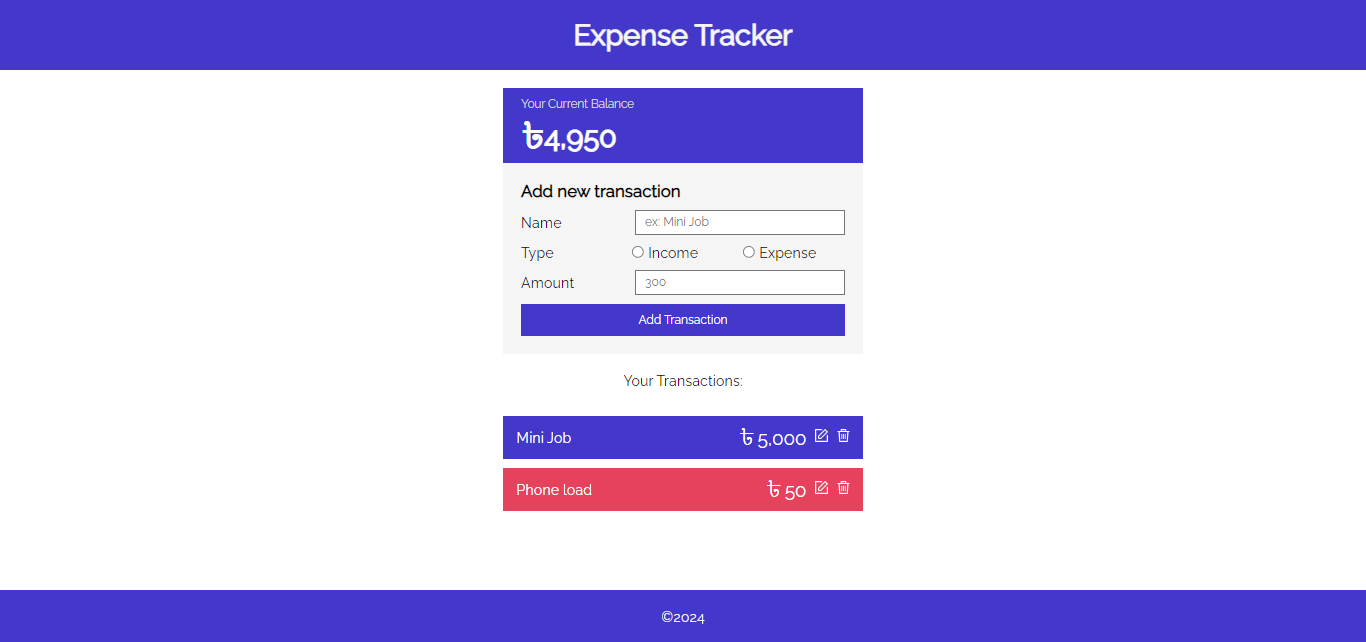 Expense Tracker
Your Current Balance
৳4,950
Add new transaction
Name ex: Mini Job
Type Income Expense
Amount 300
Add Transaction
Your Transactions:
Mini Job ৳ 5,000
Phone load ৳ 50
©2024